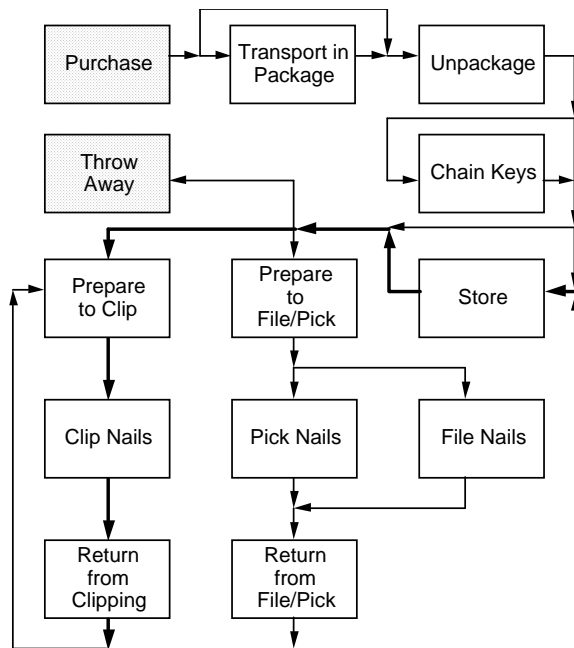 Purchase
Transport in
Package
Unpackage
Throw
Away
Chain Keys
Prepare
to Clip
Prepare
to
File/Pick
Store
Clip Nails
Pick Nails
File Nails
Return
from
Clipping
Return
from
File/Pick